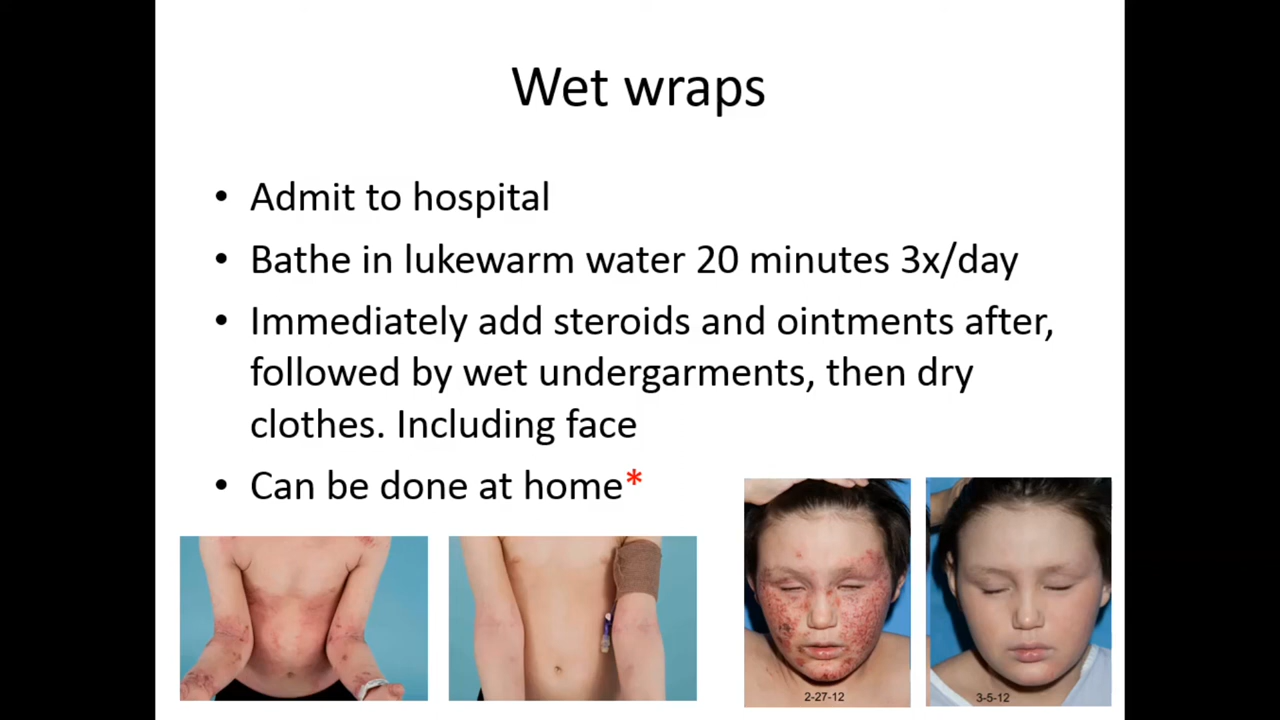 Wet wraps
• Admit to hospital
• Bathe in lukewarm water 20 minutes 3x/day
• Immediately add steroids and ointments after,
followed by wet undergarments, then dry
clothes. Including face
• Can be done at home*
2-27-12
3-5-12